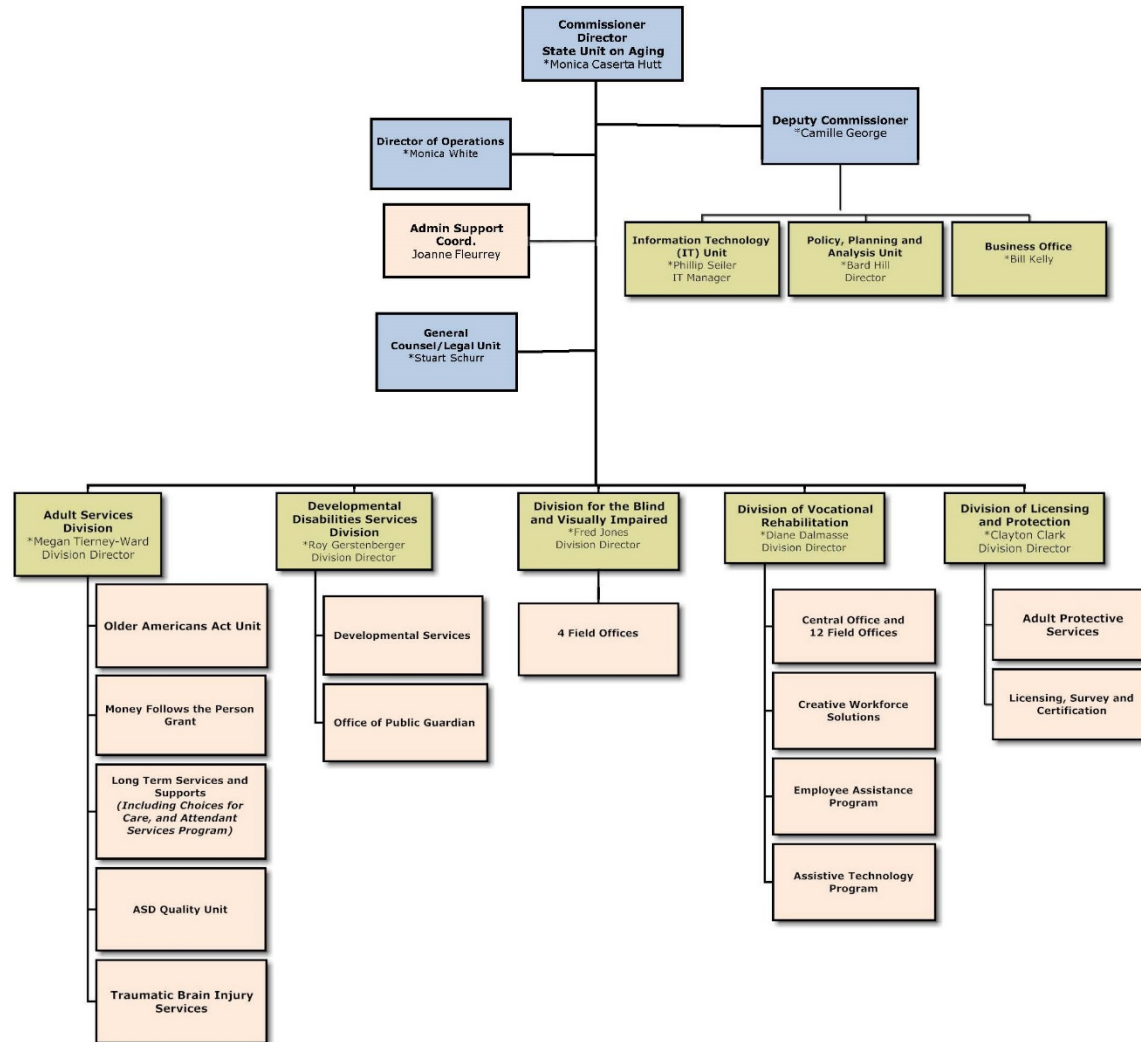 Commissioner
Director
State Unit on Aging
*Monica Caserta Hutt
Deputy Commissioner
*Camille George
Director of Operations
*Monica White
Admin Support
Coord.
Joanne Fleurrey
Information Technology
(IT) Unit
*Phillip Seiler
IT Manager
Policy, Planning and
Analysis Unit
*Bard Hill
Director
Business Office
*Bill Kelly
General
Counsel/Legal Unit
*Stuart Schurr
Adult Services
Division
*Megan Tierney-Ward
Division Director
Developmental
Disabilities Services
Division
*Roy Gerstenberger
Division Director
Division for the Blind
and Visually Impaired
*Fred Jones
Division Director
Division of Vocational
Rehabilitation
*Diane Dalmasse
Division Director
Division of Licensing
and Protection
*Clayton Clark
Division Director
Older Americans Act Unit
Money Follows the Person
Grant
Long Term Services and
Supports
(Including Choices for
Care, and Attendant
Services Program)
ASD Quality Unit
Traumatic Brain Injury
Services
Developmental Services
Office of Public Guardian
4 Field Offices
Central Office and
12 Field Offices
Creative Workforce
Solutions
Employee Assistance
Program
Assistive Technology
Program
Adult Protective
Services
Licensing, Survey and
Certification